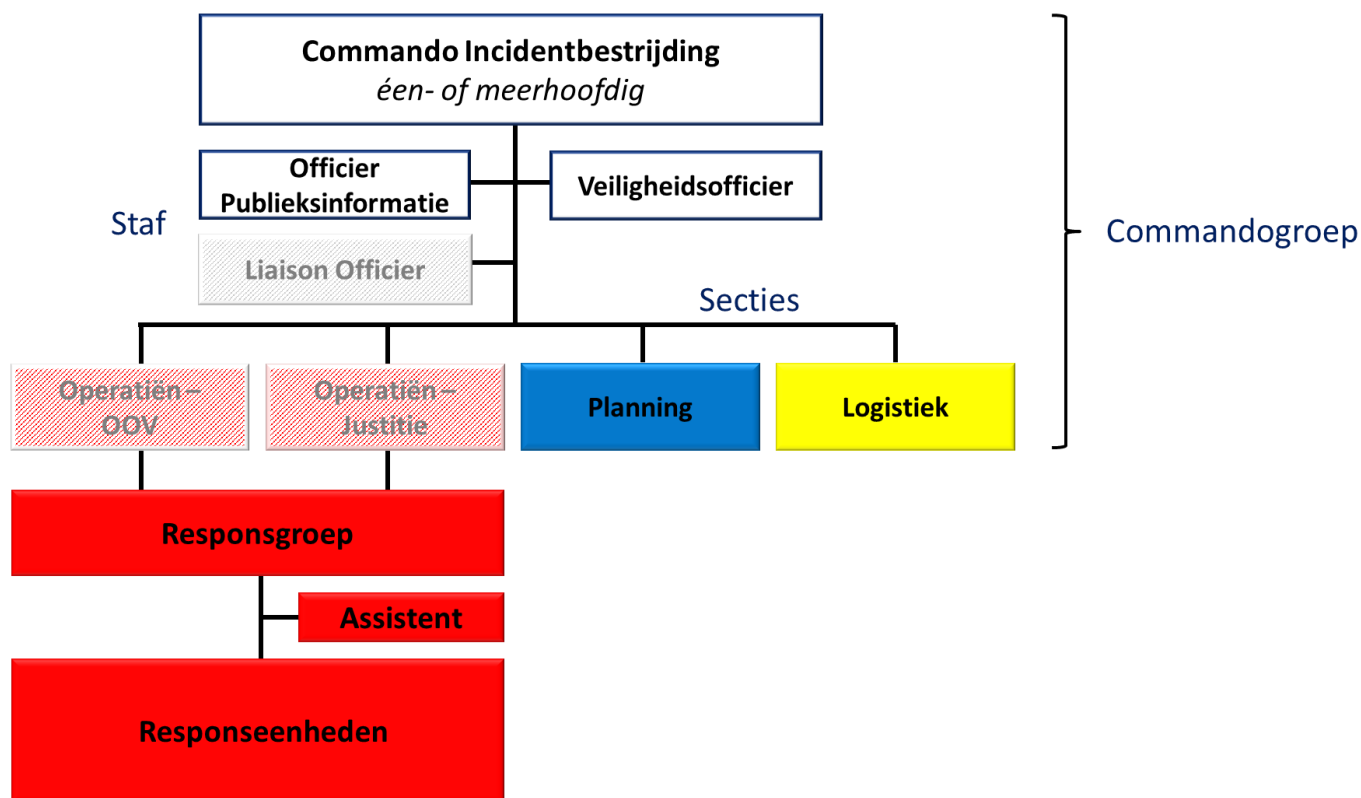 Commando Incidentbestrijding
één- of meerhoofdig
Officier
Publieksinformatie
Veiligheidsofficier
Staf
Liaison Officier
Commandogroep
Secties
Operatiën –
OOV
Operatiën –
Justitie
Planning
Logistiek
Responsgroep
Assistent
Responseenheden